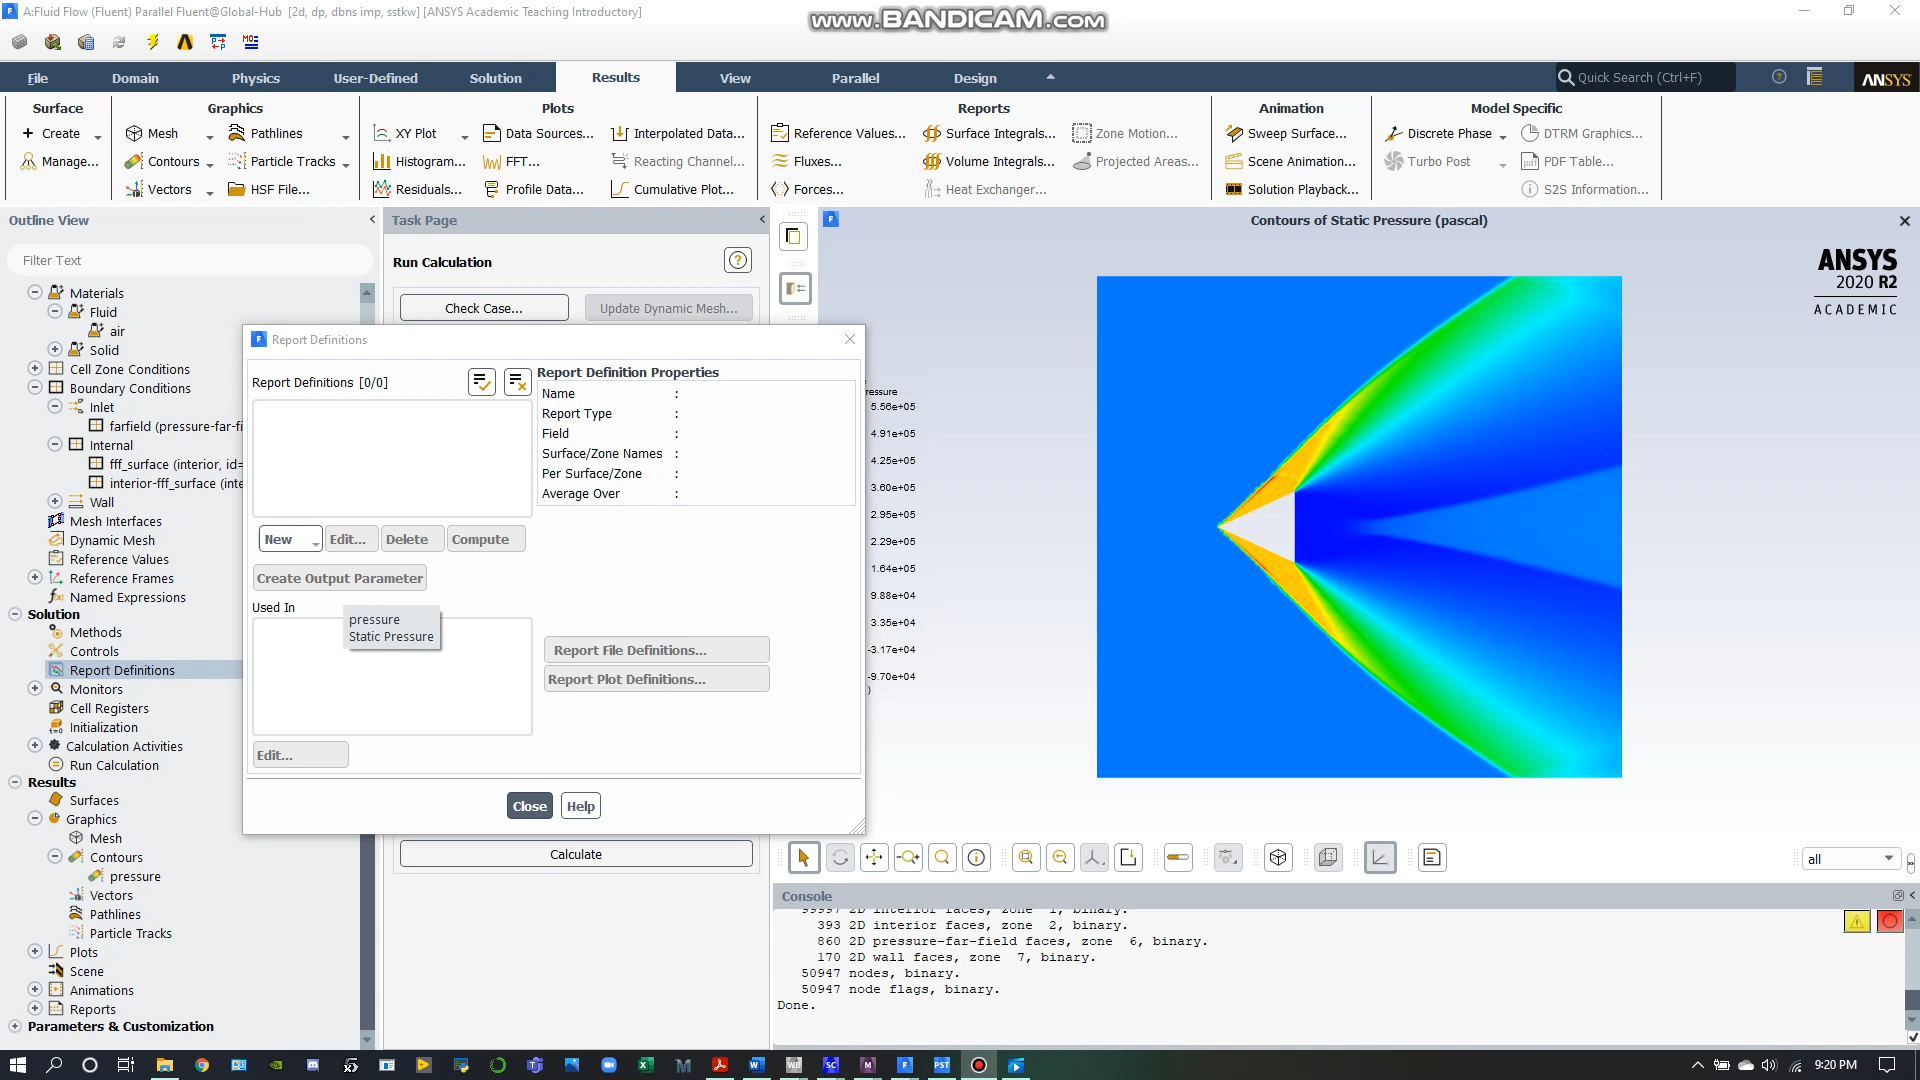 A:Fluid Flow (Fluent) Parallel Fluent@Global-Hub [2d, dp, dbns imp, sstkw] [ANSYS Academic Teaching Introductory]
www.BANDICAM.com
File
Domain
Physics
User-Defined
Solution
Results
View
Parallel
Design
Quick Search (Ctrl+F)
ANSYS
Surface
Create
Manage...
Graphics
Mesh
Pathlines
Contours
Particle Tracks
Vectors
HSF File...
Plots
XY Plot
Data Sources...
Interpolated Data...
Histogram...
FFT...
Reacting Channel...
Residuals...
Profile Data...
Cumulative Plot...
Reports
Reference Values...
Surface Integrals...
Zone Motion...
Fluxes...
Volume Integrals...
Projected Areas...
Forces...
Heat Exchanger...
Animation
Sweep Surface...
Scene Animation...
Solution Playback...
Model Specific
Discrete Phase
DTRM Graphics...
Turbo Post
PDF Table...
S2S Information...
Outline View
Filter Text
Materials
Fluid
air
Solid
Cell Zone Conditions
Boundary Conditions
Inlet
farfield (pressure-far-fi
Internal
fff_surface (interior, id=
interior-fff_surface (inte
Wall
Mesh Interfaces
Dynamic Mesh
Reference Values
Reference Frames
Named Expressions
Solution
Methods
Controls
Report Definitions
Monitors
Cell Registers
Initialization
Calculation Activities
Run Calculation
Results
Surfaces
Graphics
Mesh
Contours
pressure
Vectors
Pathlines
Particle Tracks
Plots
Scene
Animations
Reports
Parameters & Customization
Task Page
Run Calculation
Check Case...
Update Dynamic Mesh...
Report Definitions
Report Definitions [0/0]
Report Definition Properties
Name :
Report Type :
Field :
Surface/Zone Names :
Per Surface/Zone :
Average Over :
New
Edit...
Delete
Compute
Create Output Parameter
Used In
pressure
Static Pressure
Report File Definitions...
Report Plot Definitions...
Edit...
Close
Help
Calculate
Contours of Static Pressure (pascal)
ANSYS
2020 R2
ACADEMIC
ressure
5.56e+05
4.91e+05
4.25e+05
3.60e+05
2.95e+05
2.29e+05
1.64e+05
9.88e+04
3.35e+04
-3.17e+04
-9.70e+04
)
all
Console
99997 2D interior faces, zone 1, binary.
393 2D interior faces, zone 2, binary.
860 2D pressure-far-field faces, zone 6, binary.
170 2D wall faces, zone 7, binary.
50947 nodes, binary.
50947 node flags, binary.
Done.
9:20 PM